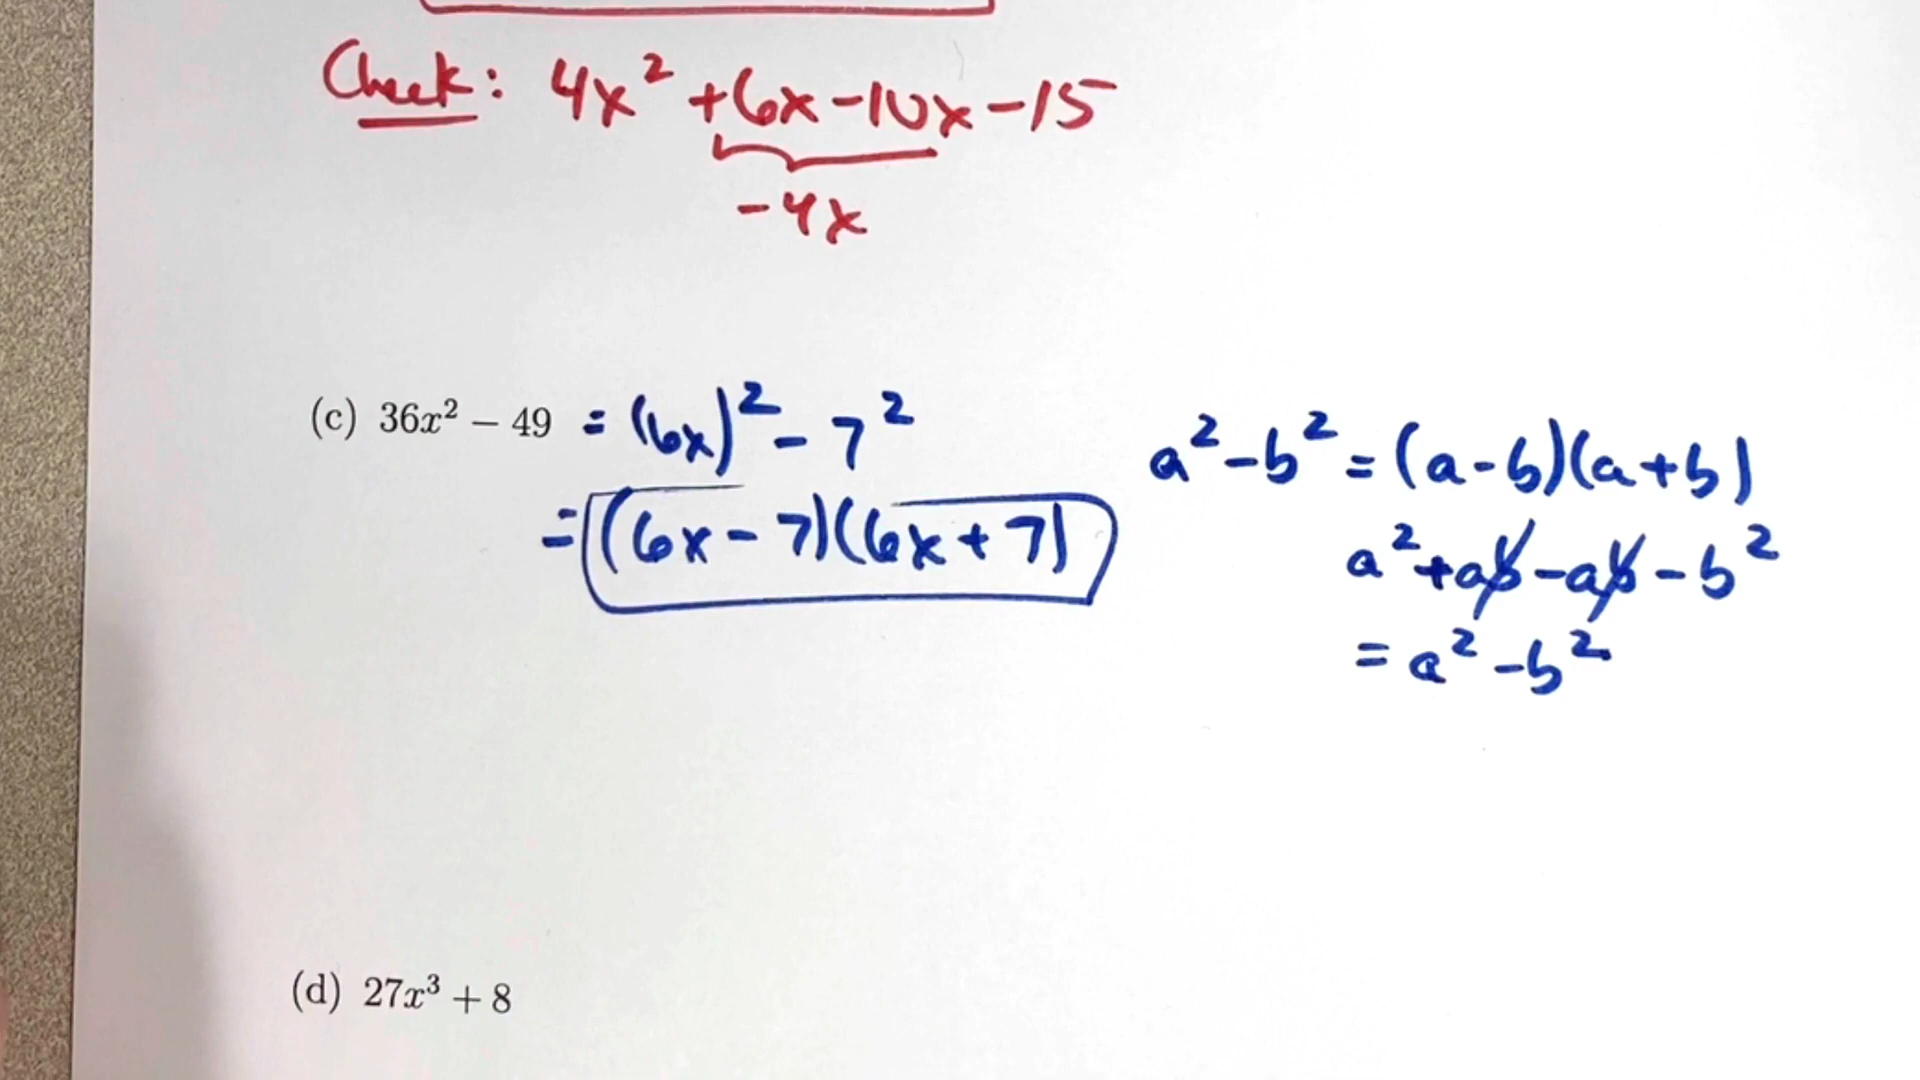 Check: 4x² +6x -10x -15
-4x
(c) 36x² − 49 = (6x)² - 7²
= (6x - 7)(6x + 7)
a² - b² = (a - b)(a + b)
a² + ab - ab - b²
= a² - b²
(d) 27x³ + 8